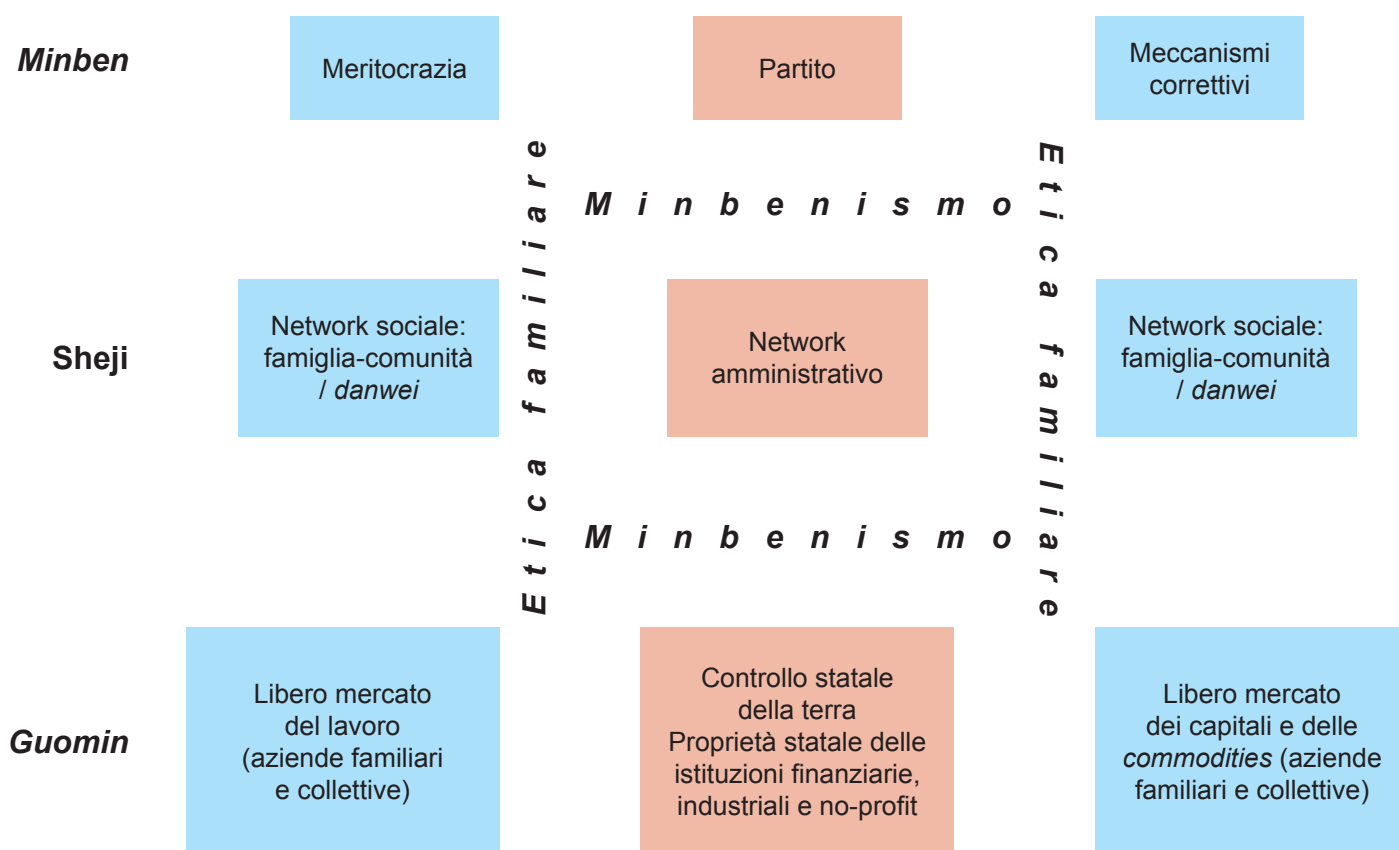 Minben
Meritocrazia
Partito
Meccanismi
correttivi
Etica familiare
Minbenismo
Etica familiare
Sheji
Network sociale:
famiglia-comunità
/ danwei
Network
amministrativo
Network sociale:
famiglia-comunità
/ danwei
Minbenismo
Guomin
Libero mercato
del lavoro
(aziende familiari
e collettive)
Controllo statale
della terra
Proprietà statale delle
istituzioni finanziarie,
industriali e no-profit
Libero mercato
dei capitali e delle
commodities (aziende
familiari e collettive)